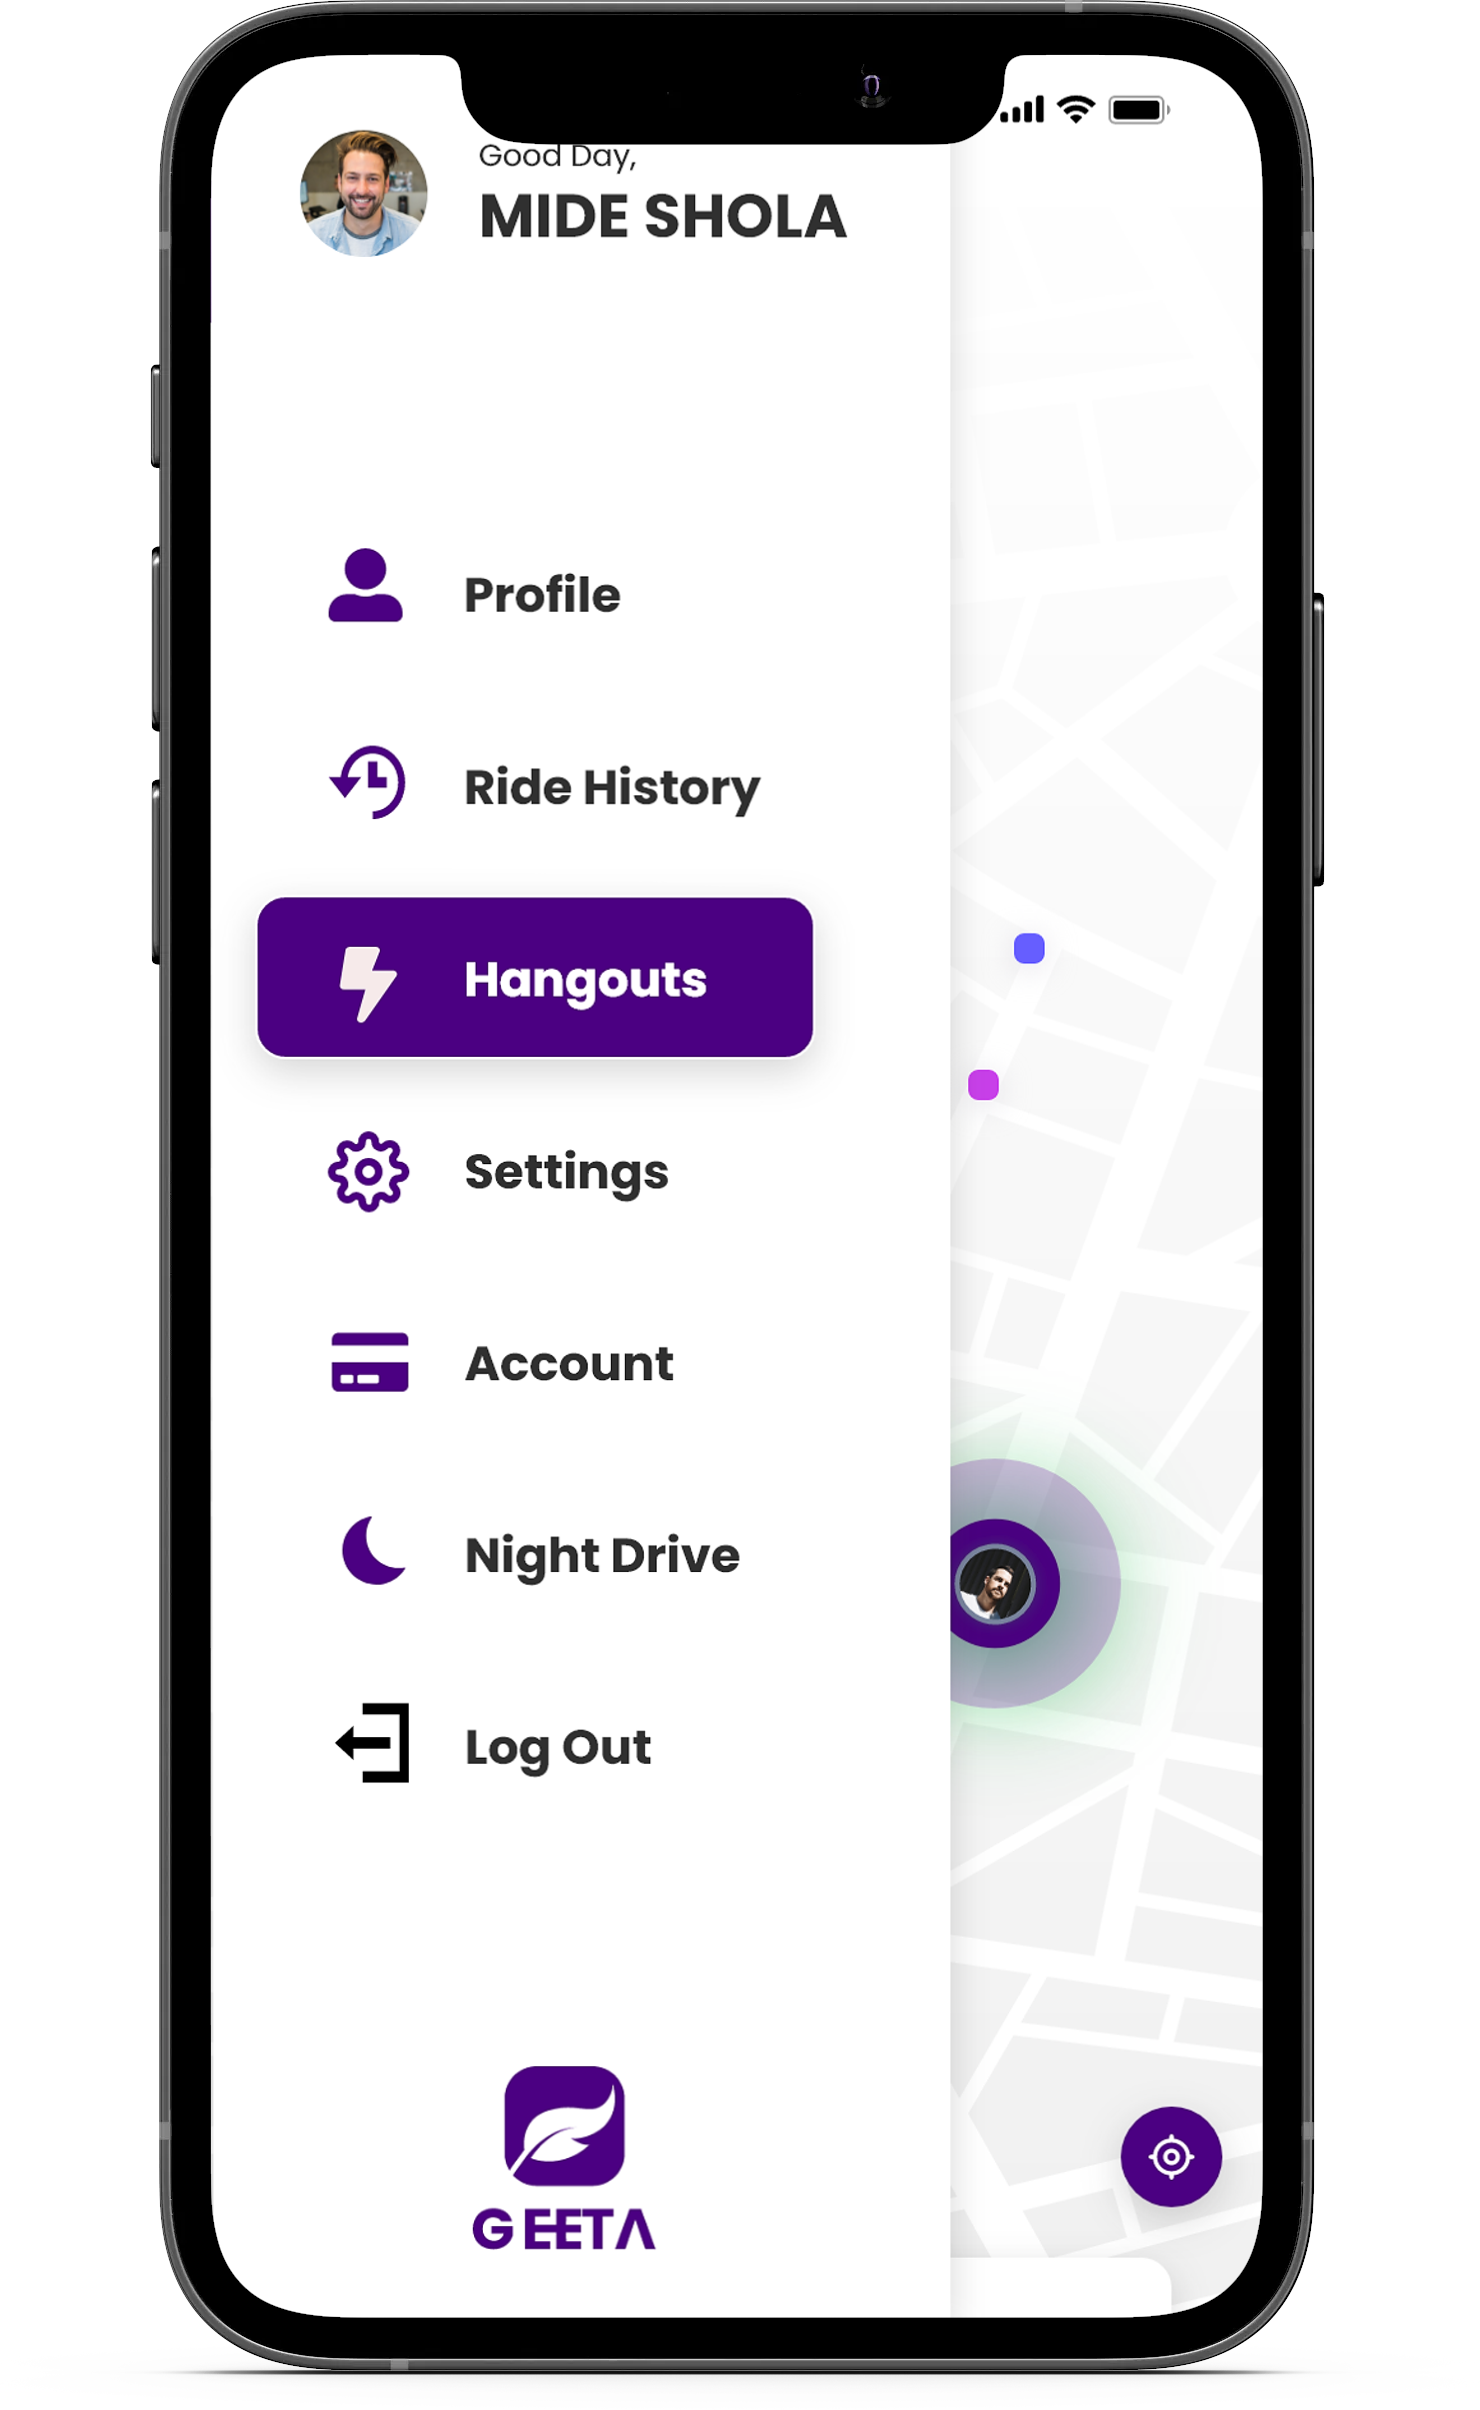 Good Day,
MIDE SHOLA
Profile
Ride History
Hangouts
Settings
Account
Night Drive
Log Out
GEETA